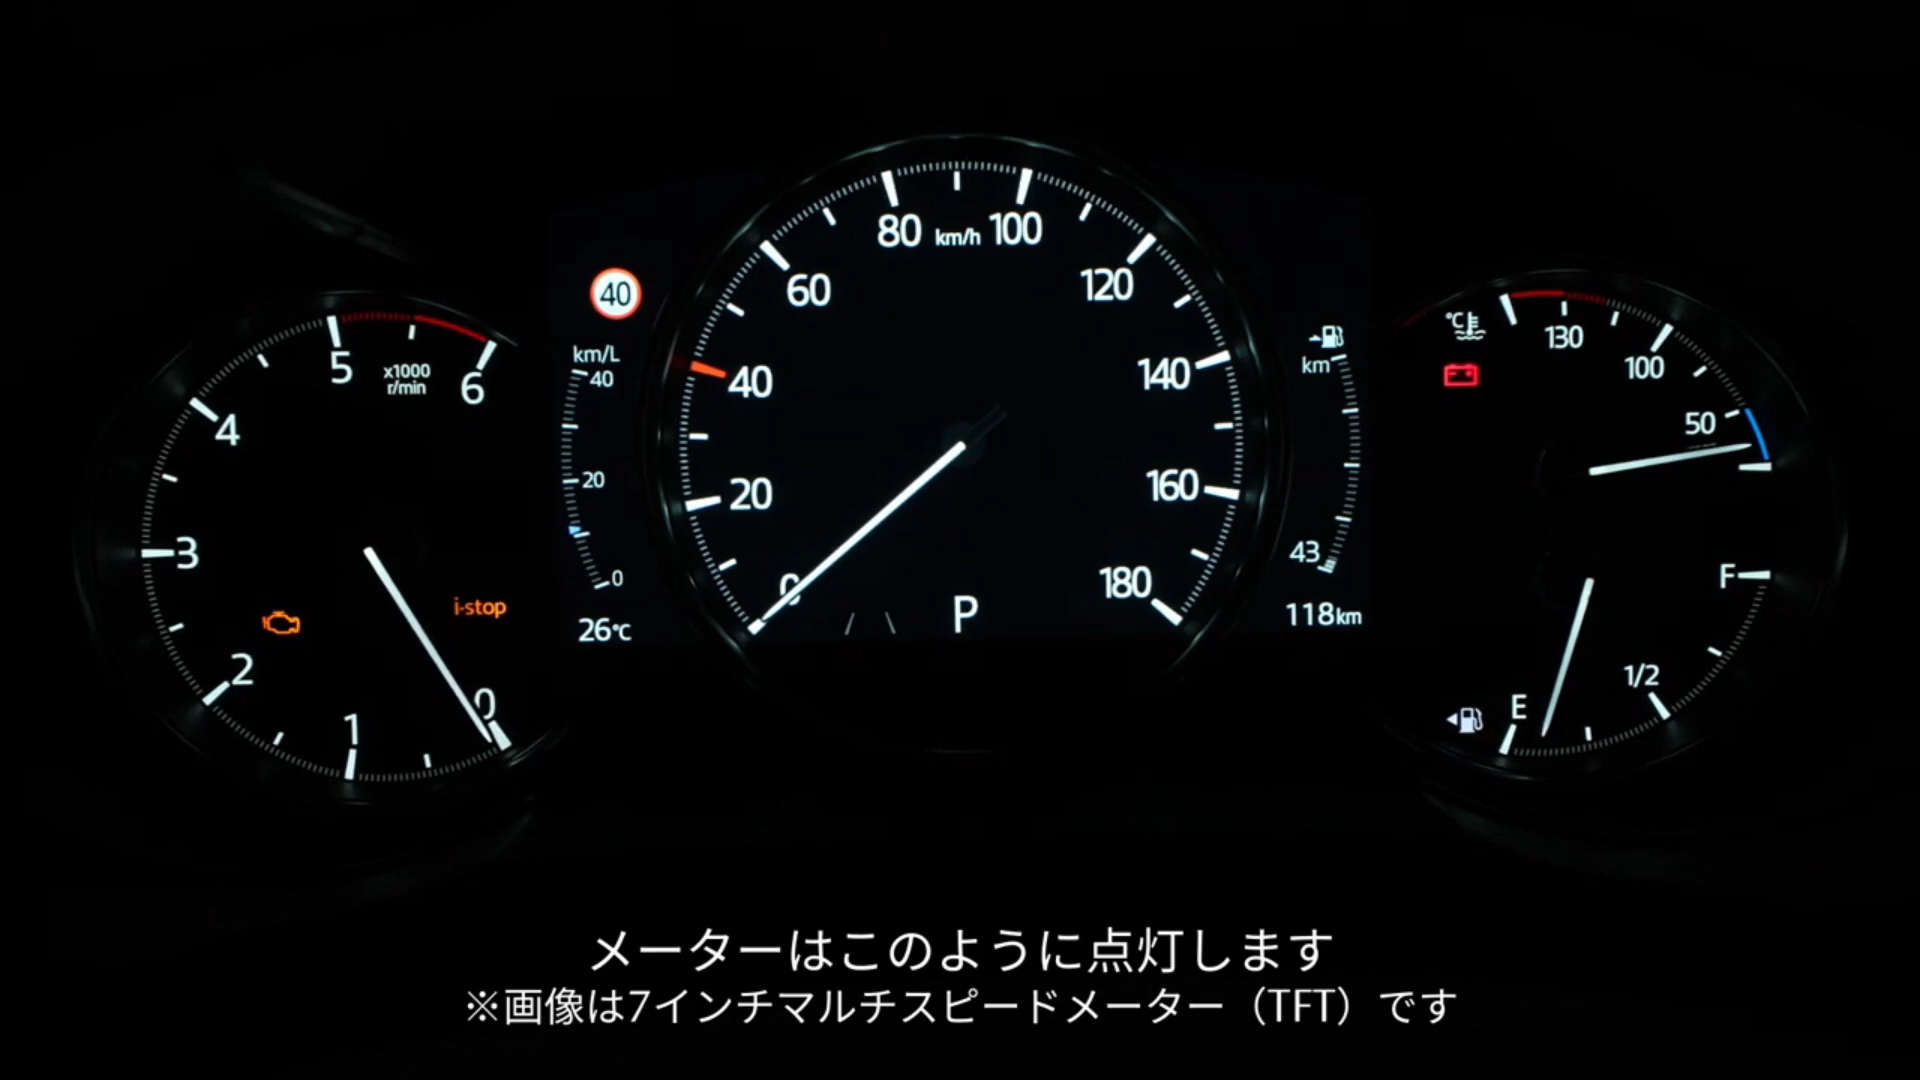 80 km/h 100
60
120
40
40
140
20
160
0
180
P
km/L
40
20
0
26℃
km
43
118km
5
x1000
r/min
6
4
3
i-stop
2
1
0
℃
130
100
50
F
1/2
E
メーターはこのように点灯します
※画像は7インチマルチスピードメーター（TFT）です